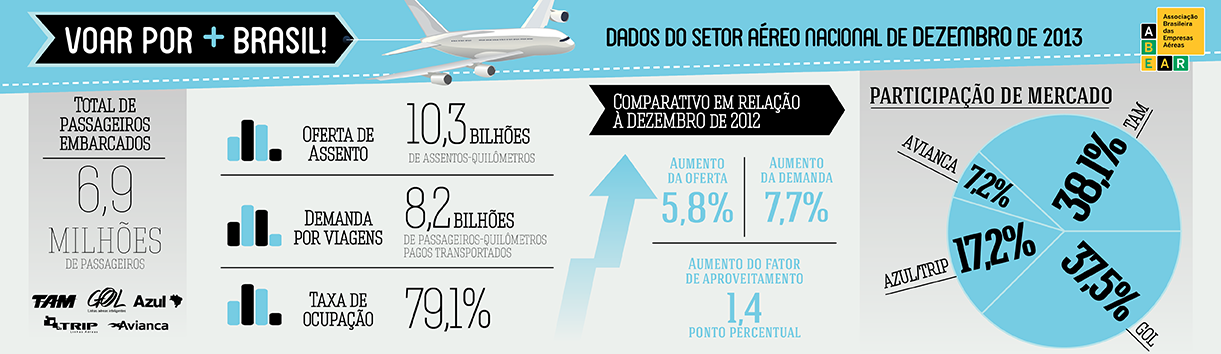 VOAR POR + BRASIL!
DADOS DO SETOR AÉREO NACIONAL DE DEZEMBRO DE 2013
Associação
Brasileira
das
Empresas
Aéreas
A
B
E A R
TOTAL DE
PASSAGEIROS
EMBARCADOS
6,9
MILHÕES
DE PASSAGEIROS
TAM
GOL
Linhas aéreas inteligentes
Azul
TRIP
LINHAS AÉREAS
Avianca
OFERTA DE
ASSENTO
10,3 BILHÕES
DE ASSENTOS-QUILÔMETROS
DEMANDA
POR VIAGENS
8,2 BILHÕES
DE PASSAGEIROS-QUILÔMETROS
PAGOS TRANSPORTADOS
TAXA DE
OCUPAÇÃO
79,1%
COMPARATIVO EM RELAÇÃO
À DEZEMBRO DE 2012
AUMENTO
DA OFERTA
5,8%
AUMENTO
DA DEMANDA
7,7%
AUMENTO DO FATOR
DE APROVEITAMENTO
1,4
PONTO PERCENTUAL
PARTICIPAÇÃO DE MERCADO
TAM
38,1%
AVIANCA
7,2%
AZUL/TRIP
17,2%
37,5%
GOL